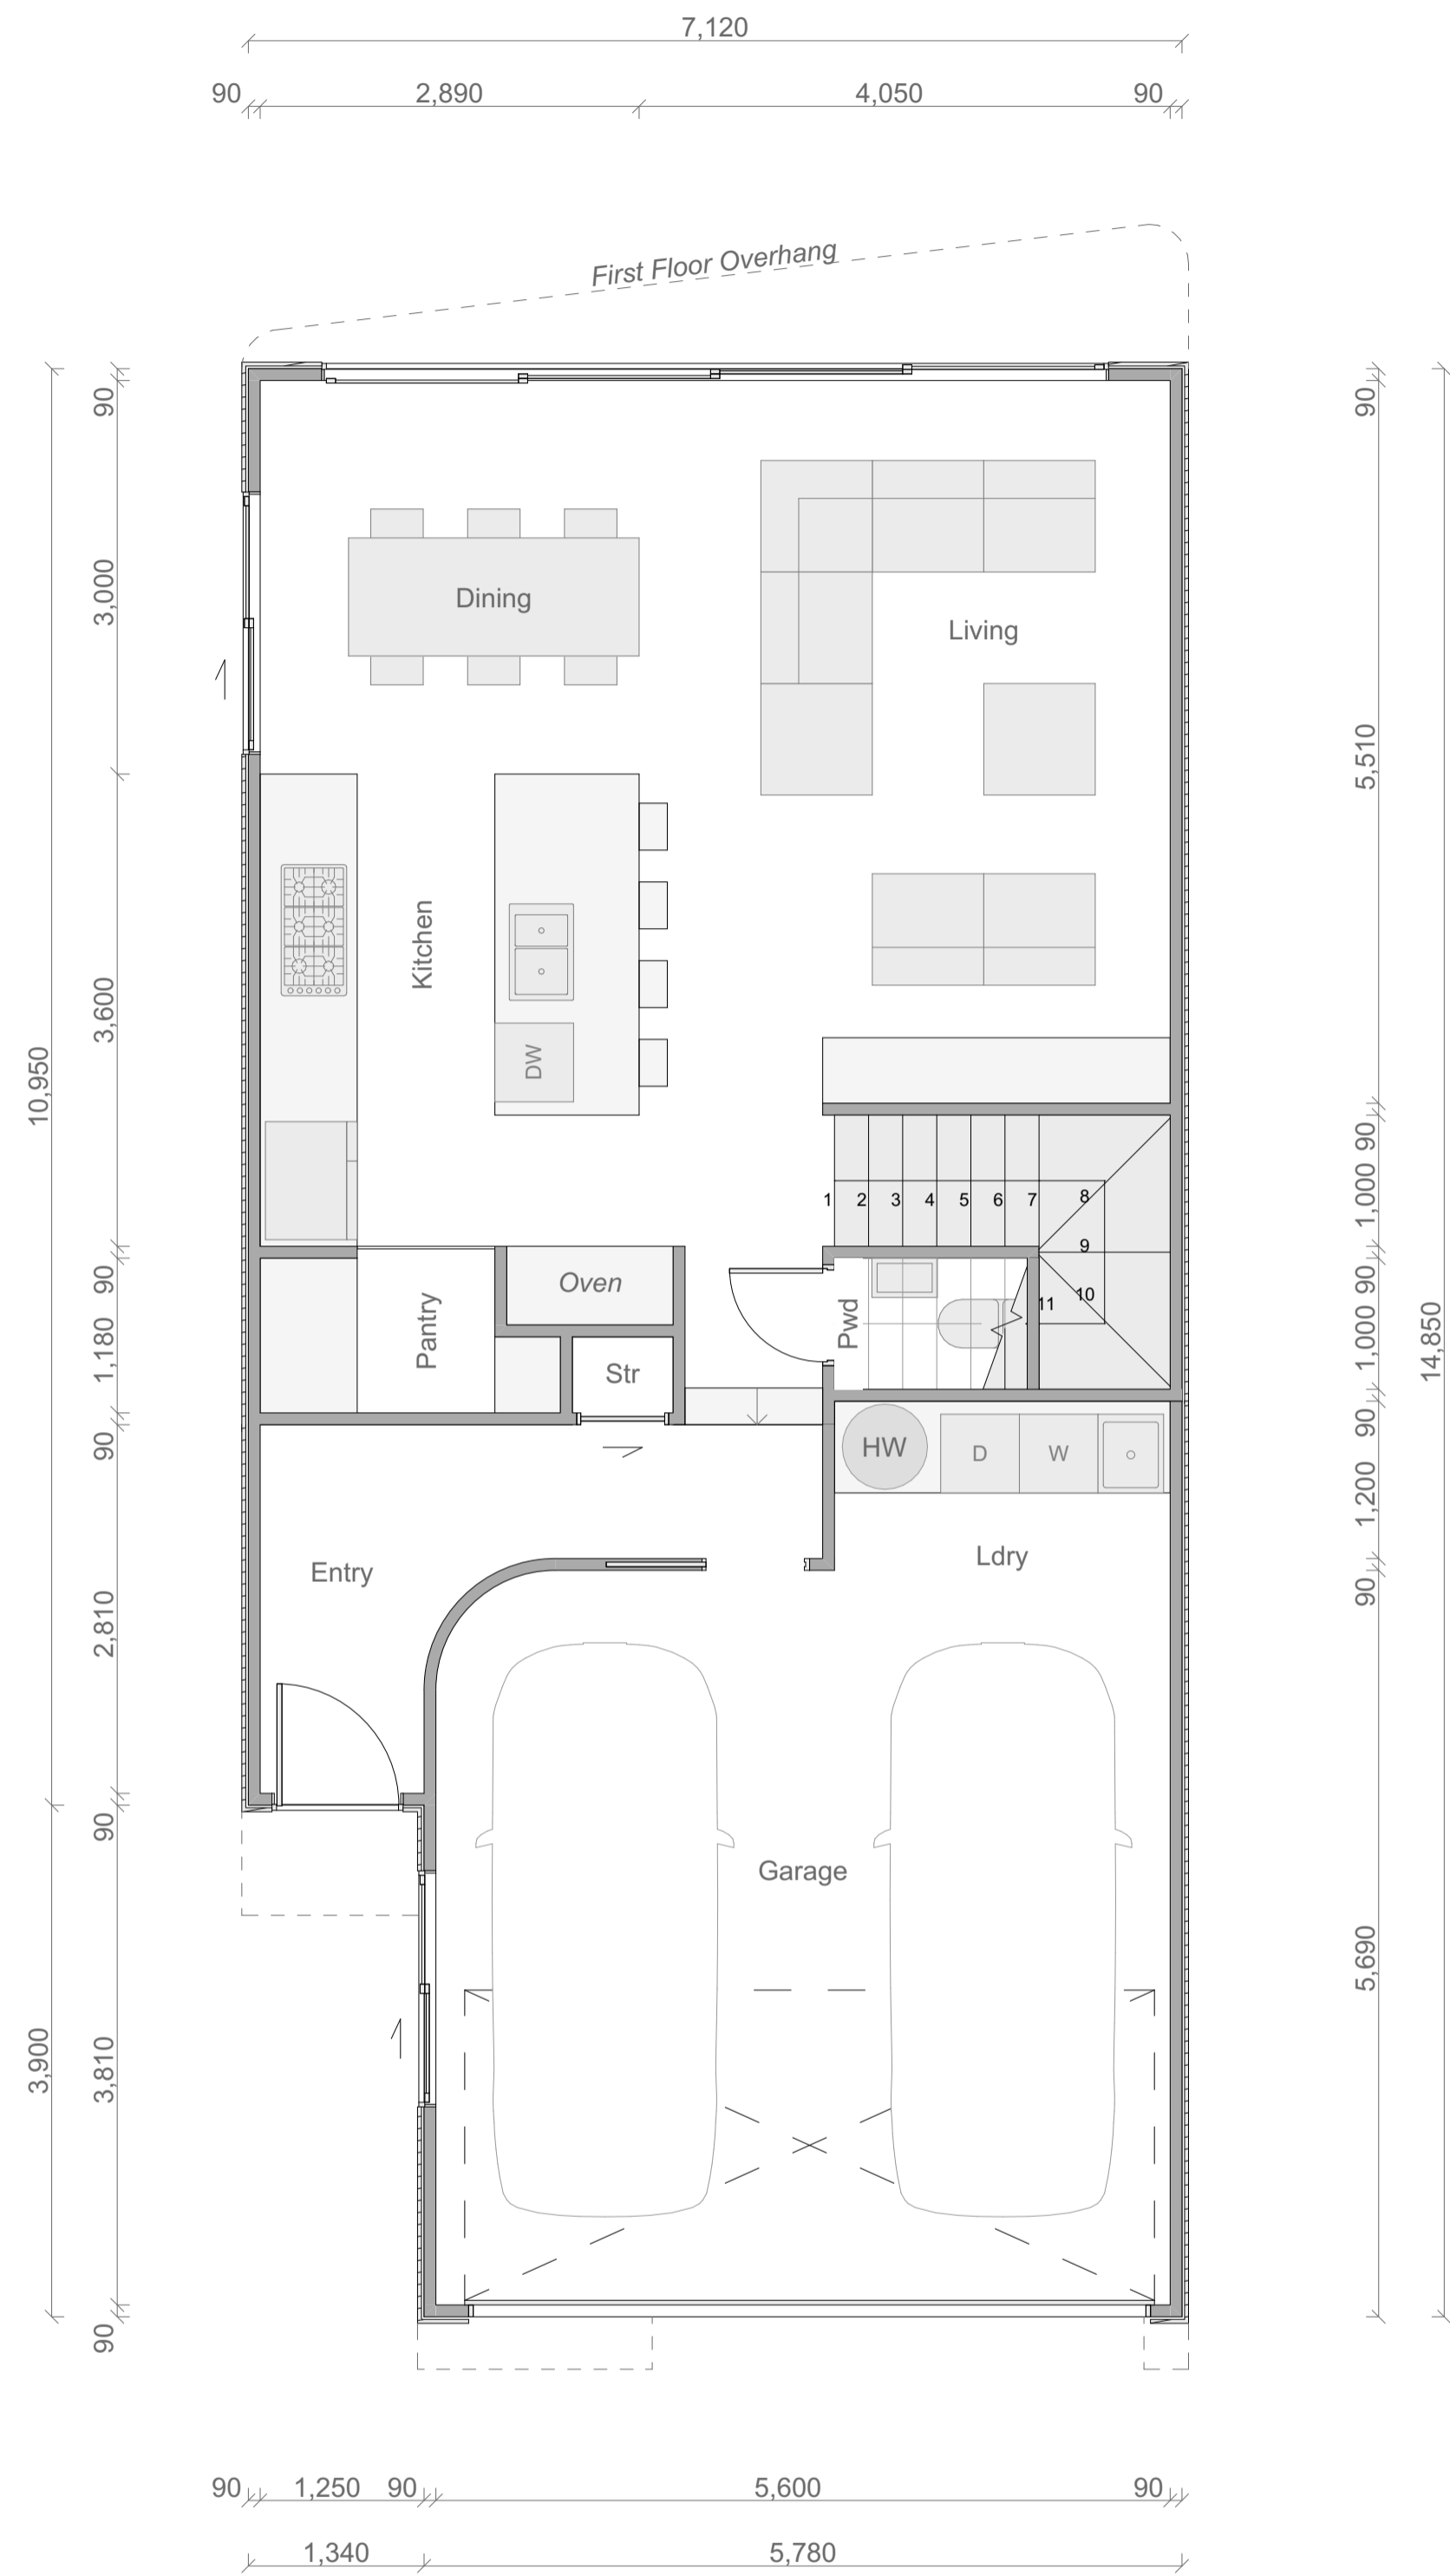 7,120
90 2,890 4,050 90
First Floor Overhang
90
90
Dining
3,000
Living
5,510
Kitchen
3,600
10,950
DW
90
1 2 3 4 5 6 7 8
1,000
9
90
Oven
90
10
11
Pantry
Pwd
1,180
1,000
14,850
Str
90
90
HW D W
1,200
Entry
Ldry
90
2,810
90
Garage
5,690
3,900
3,810
90
90 1,250 90 5,600 90
1,340 5,780